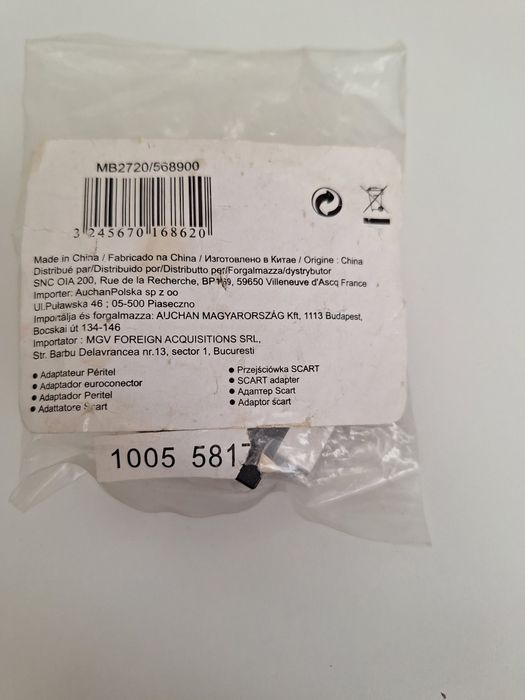 MB2720/568900
3 245670 168620
Made in China / Fabricado na China / Изготовлено в Китае / Origine : China
Distribué par/Distribuido por/Distributto per/Forgalmazza/dystrybutor
SNC OIA 200, Rue de la Recherche, BP169, 59650 Villeneuve d'Ascq France
Importer: AuchanPolska sp z oo
Ul.Puławska 46 ; 05-500 Piaseczno
Importálja és forgalmazza: AUCHAN MAGYARORSZÁG Kft, 1113 Budapest,
Bocskai út 134-146
Importator : MGV FOREIGN ACQUISITIONS SRL,
Str. Barbu Delavrancea nr.13, sector 1, Bucuresti
● Adaptateur Péritel
● Adaptador euroconector
● Adaptador Peritel
● Adattatore Scart
● Przejściówka SCART
● SCART adapter
● Адаптер Scart
● Adaptor scart
1005 5817